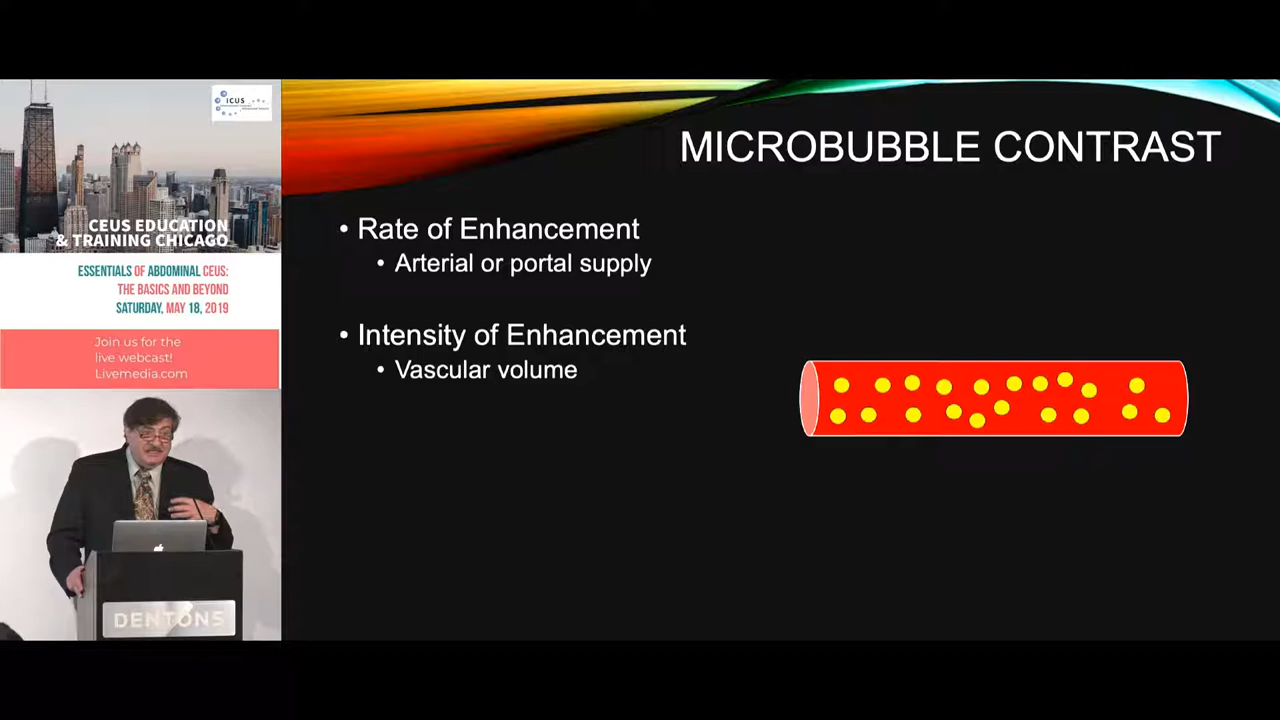 ICUS
CEUS EDUCATION
& TRAINING CHICAGO
ESSENTIALS OF ABDOMINAL CEUS:
THE BASICS AND BEYOND
SATURDAY, MAY 18, 2019
Join us for the
live webcast!
Livemedia.com
DENTONS
MICROBUBBLE CONTRAST
• Rate of Enhancement
• Arterial or portal supply
• Intensity of Enhancement
• Vascular volume